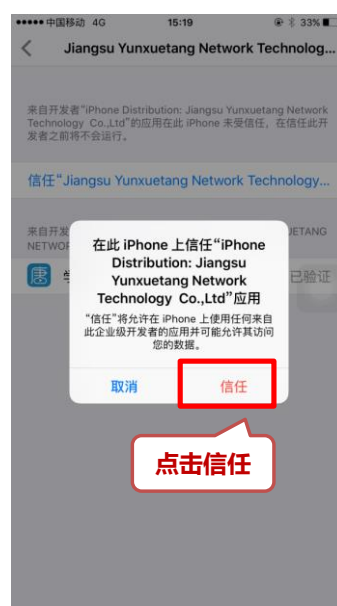 中国移动 4G 15:19 33%
Jiangsu Yunxuetang Network Technolog...
来自开发者“iPhone Distribution: Jiangsu Yunxuetang Network
Technology Co.,Ltd”的应用在此 iPhone 未受信任，在信任此开
发者之前将不会运行。
信任“Jiangsu Yunxuetang Network Technology...
来自开发
ETANG
NETWOR
已验证
在此 iPhone 上信任“iPhone
Distribution: Jiangsu
Yunxuetang Network
Technology Co.,Ltd”应用
“信任”将允许在 iPhone 上使用任何来自
此企业级开发者的应用并可能允许其访问
您的数据。
取消 信任
点击信任